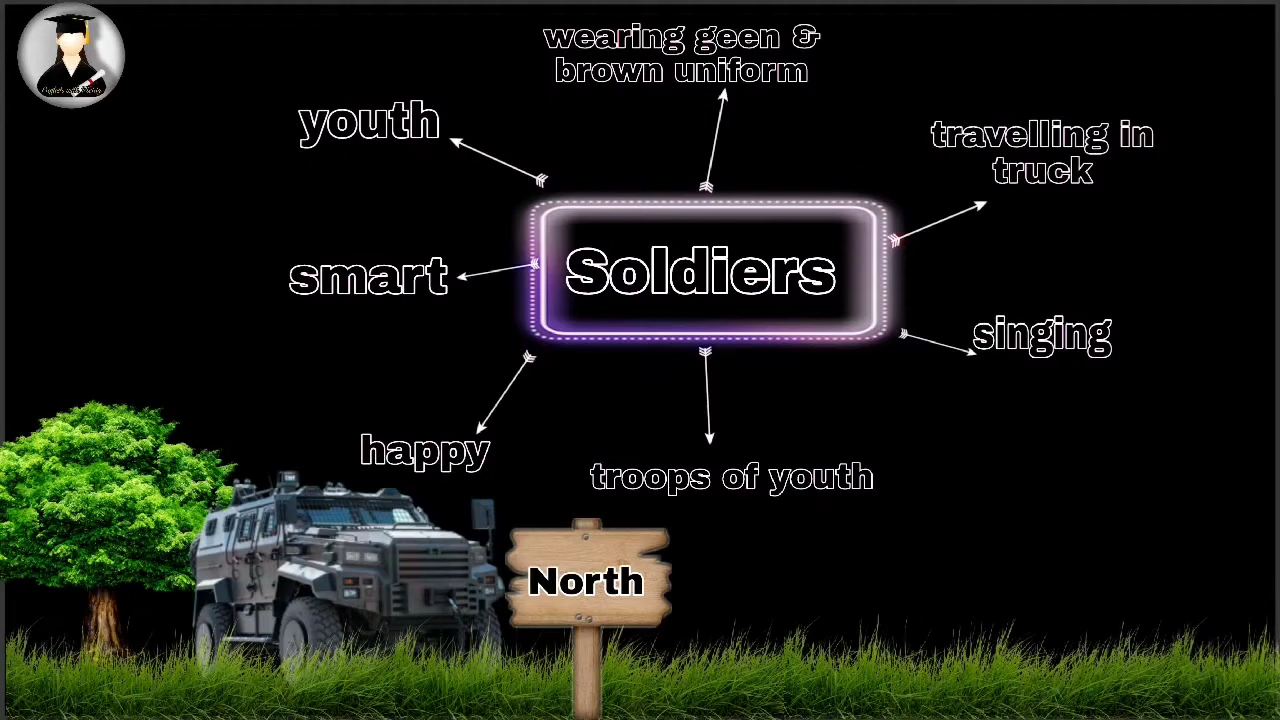 wearing geen &
brown uniform
youth
travelling in
truck
Soldiers
smart
singing
happy
troops of youth
North